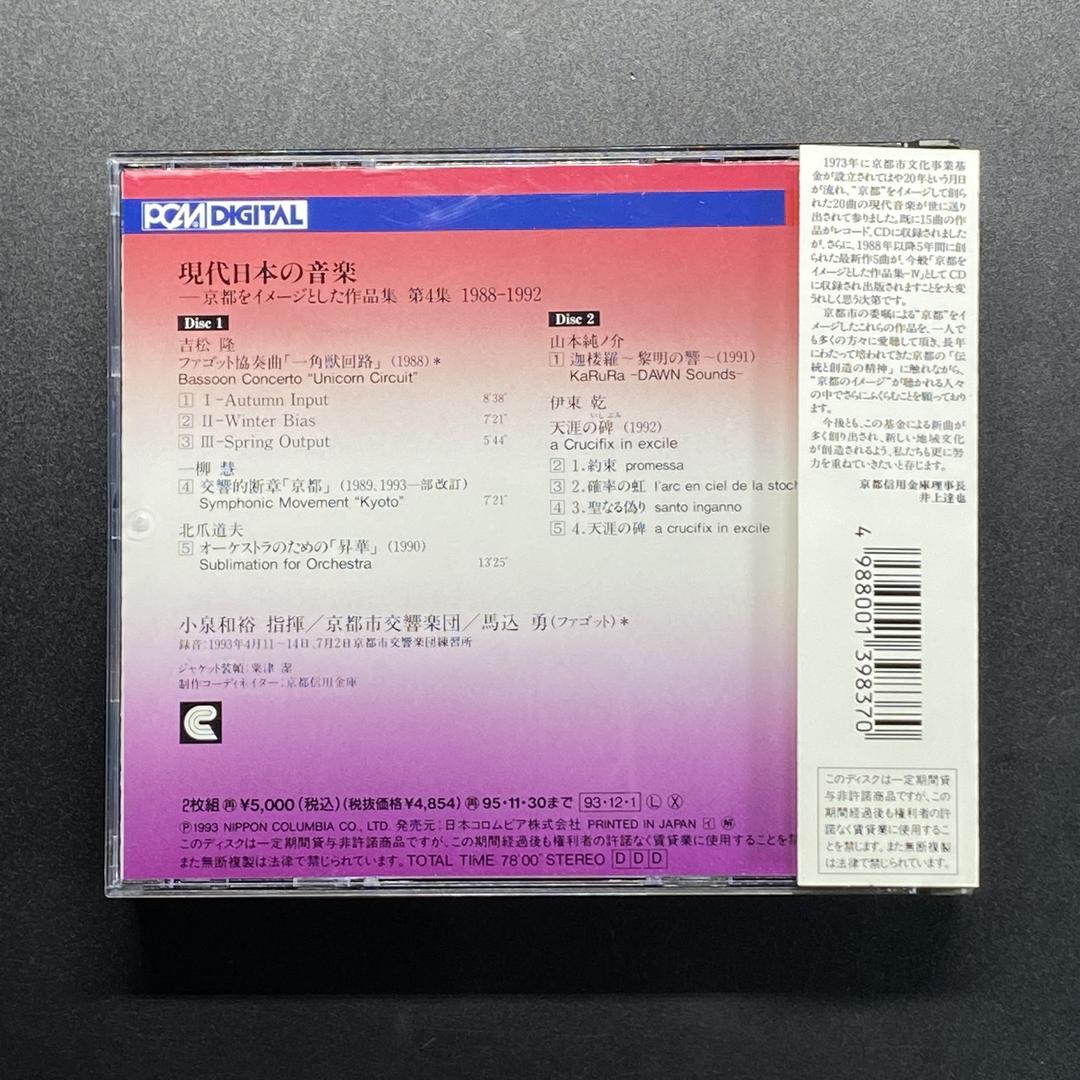 PCM DIGITAL
現代日本の音楽
―京都をイメージとした作品集 第4集 1988-1992
Disc 1
吉松 隆
ファゴット協奏曲「一角獣回路」(1988)*
Bassoon Concerto “Unicorn Circuit”
1 I-Autumn Input 8'38"
2 II-Winter Bias 7'21"
3 III-Spring Output 5'44"
一柳 慧
4 交響的断章「京都」(1989、1993一部改訂)
Symphonic Movement “Kyoto” 7'21"
北爪道夫
5 オーケストラのための「昇華」(1990)
Sublimation for Orchestra 13'25"
Disc 2
山本純ノ介
1 迦楼羅～黎明の響～(1991)
KaRuRa -DAWN Sounds-
伊東 乾
いしぶみ
天涯の碑 (1992)
a Crucifix in excile
2 1.約束 promessa
3 2.確率の虹 l'arc en ciel de la stoch
4 3.聖なる偽り santo inganno
5 4.天涯の碑 a crucifix in excile
小泉和裕 指揮／京都市交響楽団／馬込 勇(ファゴット)*
録音:1993年4月11～14日、7月2日京都市交響楽団練習所
ジャケット装幀:粟津 潔
制作コーディネイター:京都信用金庫
2枚組 再 ¥5,000(税込)(税抜価格¥4,854) 再 95・11・30まで 93・12・1 L X
Ⓟ1993 NIPPON COLUMBIA CO., LTD. 発売元:日本コロムビア株式会社 PRINTED IN JAPAN イ
このディスクは一定期間貸与非許諾商品ですが、この期間経過後も権利者の許諾なく賃貸業に使用することを禁
また無断複製は法律で禁じられています。TOTAL TIME 78'00" STEREO D D D
1973年に京都市文化事業基
金が設立されてはや20年という月日
が流れ、“京都”をイメージして創ら
れた20曲の現代音楽が世に送り
出されて参りました。既に15曲の作
品がレコード、CDに収録されました
が、さらに、1988年以降5年間に創
られた最新作5曲が、今般「京都を
イメージとした作品集-IV」としてCD
に収録され出版されますことを大変
うれしく思う次第です。
京都市の委嘱による“京都”をイ
メージしたこれらの作品を、一人で
も多くの方々に愛聴して頂き、長年
にわたって培われてきた京都の「伝
統と創造の精神」に触れながら、
“京都のイメージ”が聴かれる人々
の中でさらにふくらむことを願っており
ます。
今後とも、この基金による新曲が
多く創り出され、新しい地域文化
が創造されるよう、私たちも更に努
力を重ねていきたいと存じます。
京都信用金庫理事長
井上達也
4 988001 398370
このディスクは一定期間貸
与非許諾商品ですが、この
期間経過後も権利者の許
諾なく賃貸業に使用するこ
とを禁じます。また無断複製
は法律で禁じられています。